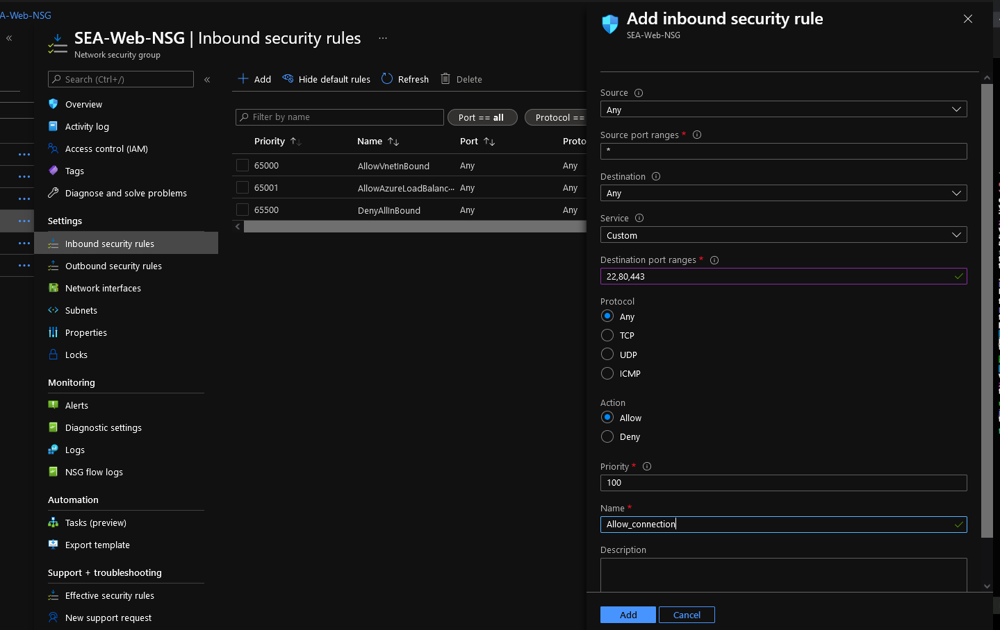 A-Web-NSG
SEA-Web-NSG | Inbound security rules ...
Network security group
Search (Ctrl+/)
Overview
Activity log
Access control (IAM)
Tags
Diagnose and solve problems
Settings
Inbound security rules
Outbound security rules
Network interfaces
Subnets
Properties
Locks
Monitoring
Alerts
Diagnostic settings
Logs
NSG flow logs
Automation
Tasks (preview)
Export template
Support + troubleshooting
Effective security rules
New support request
Add Hide default rules Refresh Delete
Filter by name Port == all Protocol ==
Priority Name Port Proto
65000 AllowVnetInBound Any Any
65001 AllowAzureLoadBalanc... Any Any
65500 DenyAllInBound Any Any
Add inbound security rule
SEA-Web-NSG
Source
Any
Source port ranges *
*
Destination
Any
Service
Custom
Destination port ranges *
22,80,443
Protocol
Any
TCP
UDP
ICMP
Action
Allow
Deny
Priority *
100
Name *
Allow_connection
Description
Add Cancel